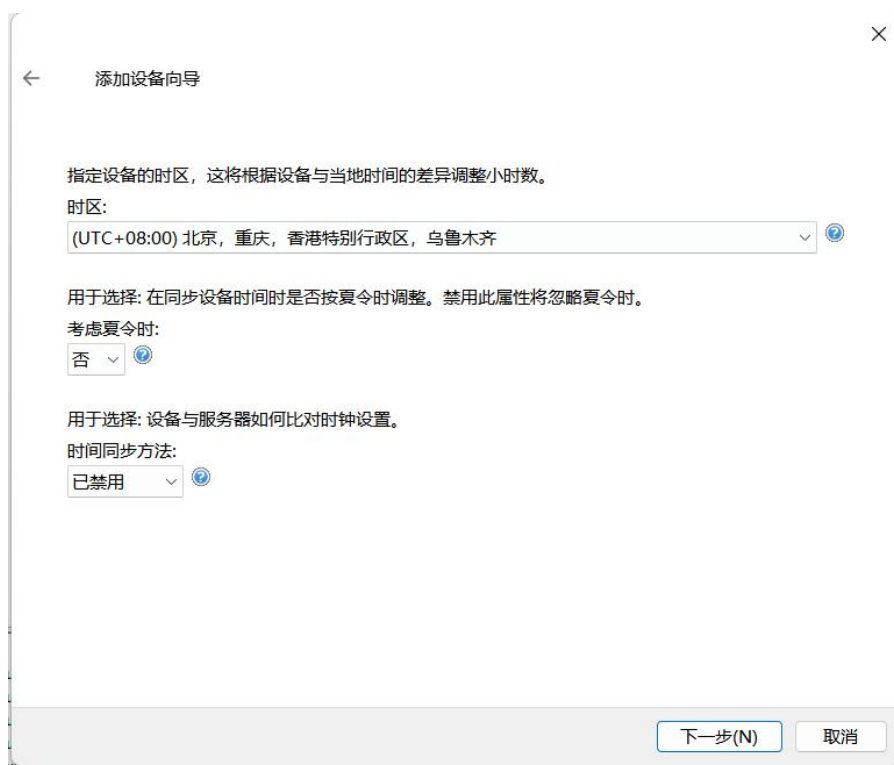 添加设备向导
指定设备的时区，这将根据设备与当地时间的差异调整小时数。
时区:
(UTC+08:00) 北京，重庆，香港特别行政区，乌鲁木齐
用于选择: 在同步设备时间时是否按夏令时调整。禁用此属性将忽略夏令时。
考虑夏令时:
否
用于选择: 设备与服务器如何比对时钟设置。
时间同步方法:
已禁用
下一步(N) 取消